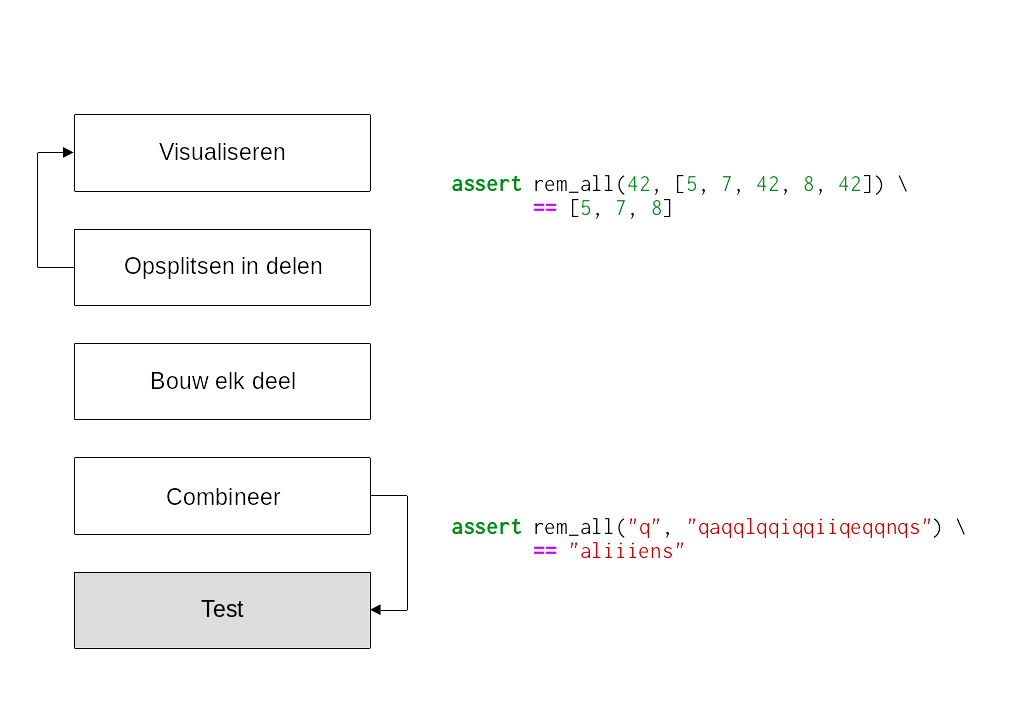 Visualiseren
assert rem_all(42, [5, 7, 42, 8, 42]) \
== [5, 7, 8]
Opsplitsen in delen
Bouw elk deel
Combineer
assert rem_all("q", "qaqqlqqiqqiiqeqqnqs") \
== "aliiiens"
Test